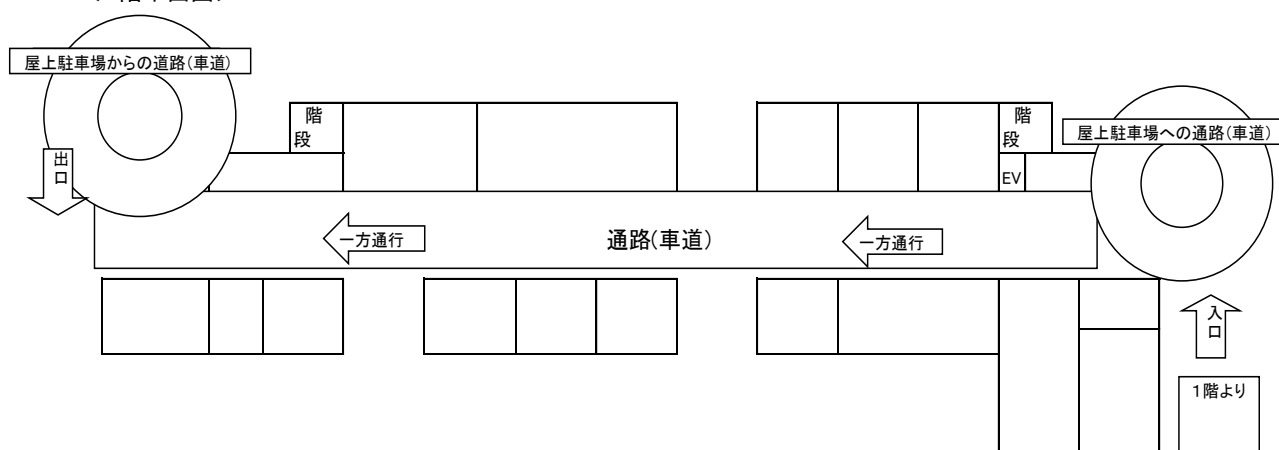 屋上駐車場からの道路(車道)
階
段
階
段
屋上駐車場への通路(車道)
出
口
EV
一方通行
通路(車道)
一方通行
入
口
1階より